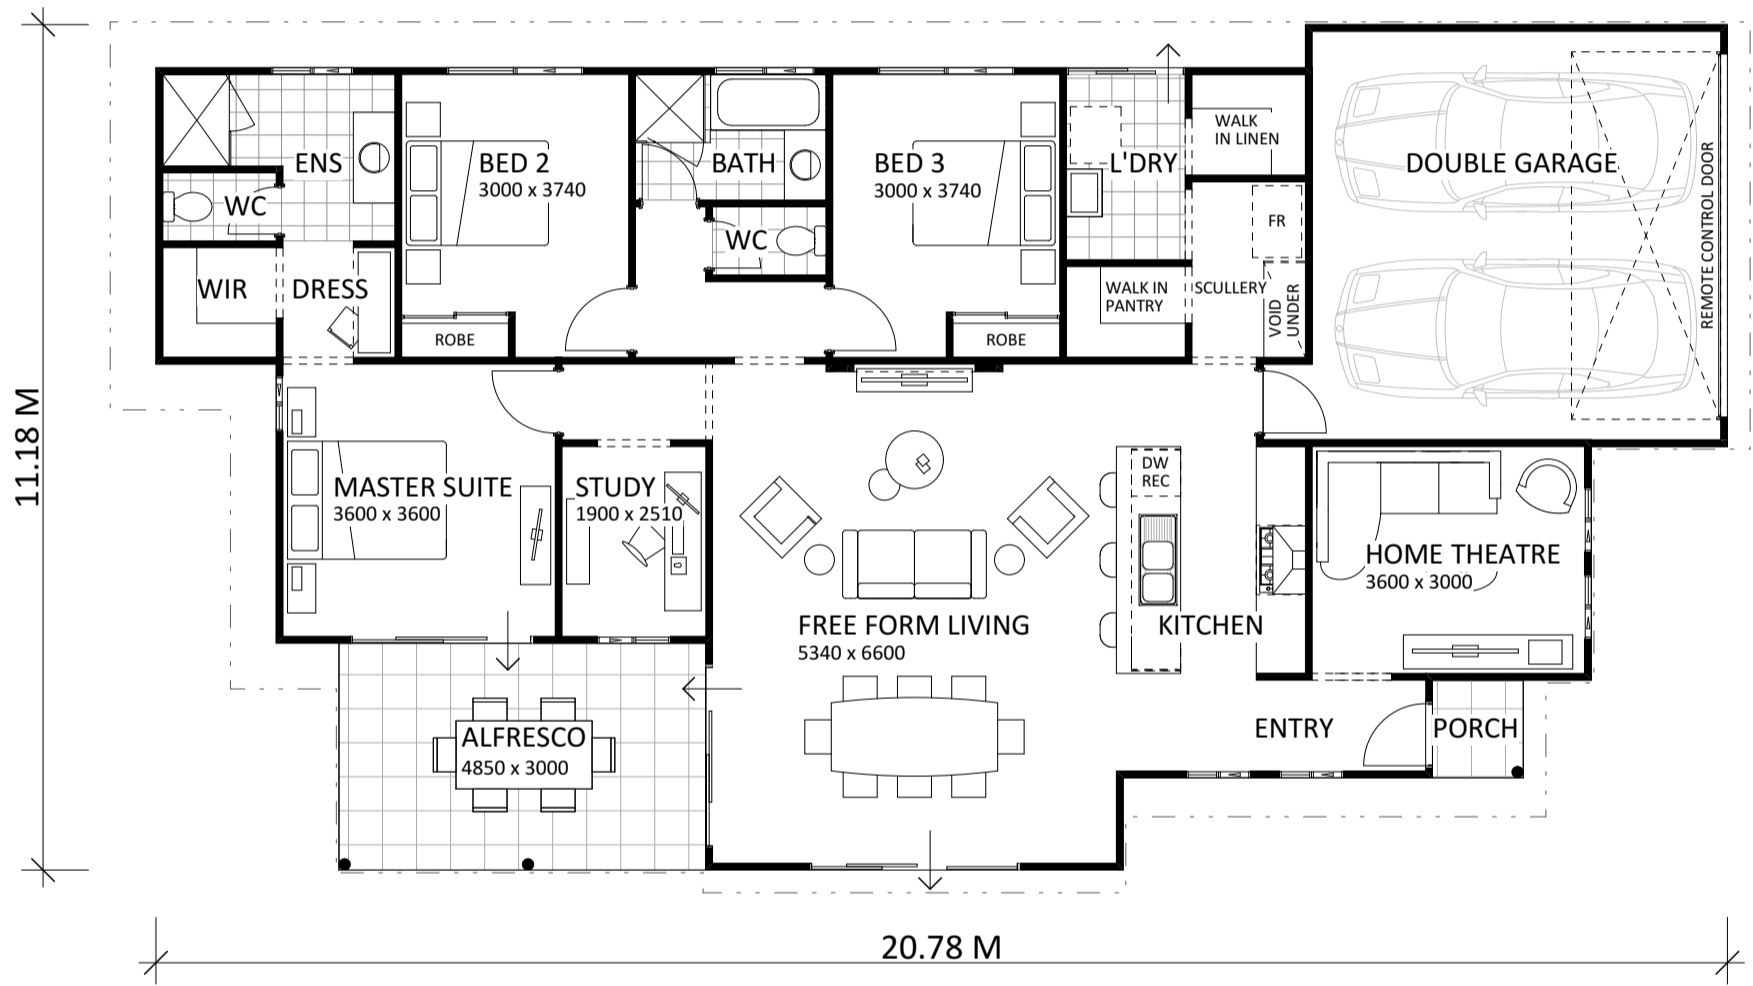 ENS
BED 2
3000 x 3740
BATH
BED 3
3000 x 3740
L'DRY
WALK
IN LINEN
DOUBLE GARAGE
REMOTE CONTROL DOOR
WC
WC
FR
WIR
DRESS
ROBE
ROBE
WALK IN
PANTRY
SCULLERY
VOID
UNDER
11.18 M
MASTER SUITE
3600 x 3600
STUDY
1900 x 2510
DW
REC
HOME THEATRE
3600 x 3000
FREE FORM LIVING
5340 x 6600
KITCHEN
ALFRESCO
4850 x 3000
ENTRY
PORCH
20.78 M